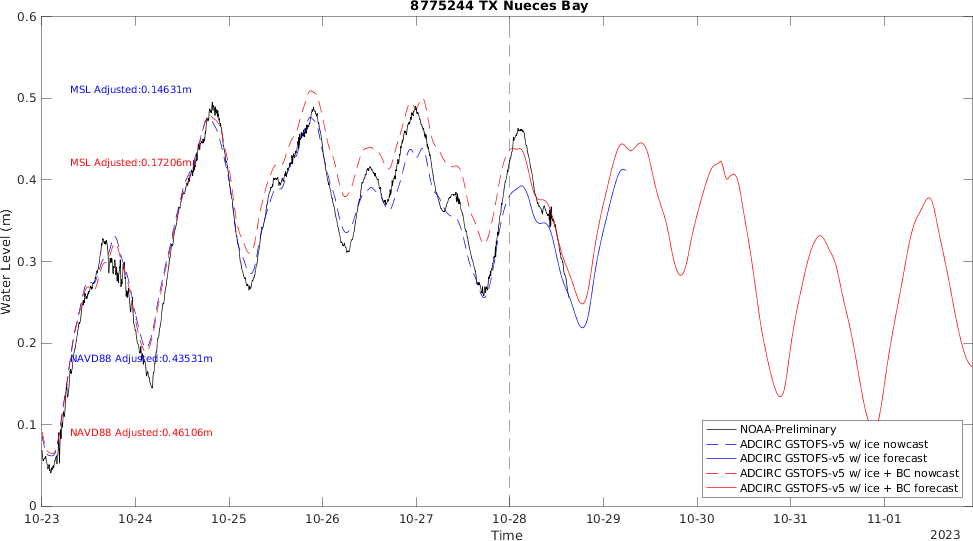 8775244 TX Nueces Bay
0.6
0.5
0.4
0.3
0.2
0.1
0
Water Level (m)
MSL Adjusted:0.14631m
MSL Adjusted:0.17206m
NAVD88 Adjusted:0.43531m
NAVD88 Adjusted:0.46106m
NOAA-Preliminary
ADCIRC GSTOFS-v5 w/ ice nowcast
ADCIRC GSTOFS-v5 w/ ice forecast
ADCIRC GSTOFS-v5 w/ ice + BC nowcast
ADCIRC GSTOFS-v5 w/ ice + BC forecast
10-23 10-24 10-25 10-26 10-27 10-28 10-29 10-30 10-31 11-01
Time
2023